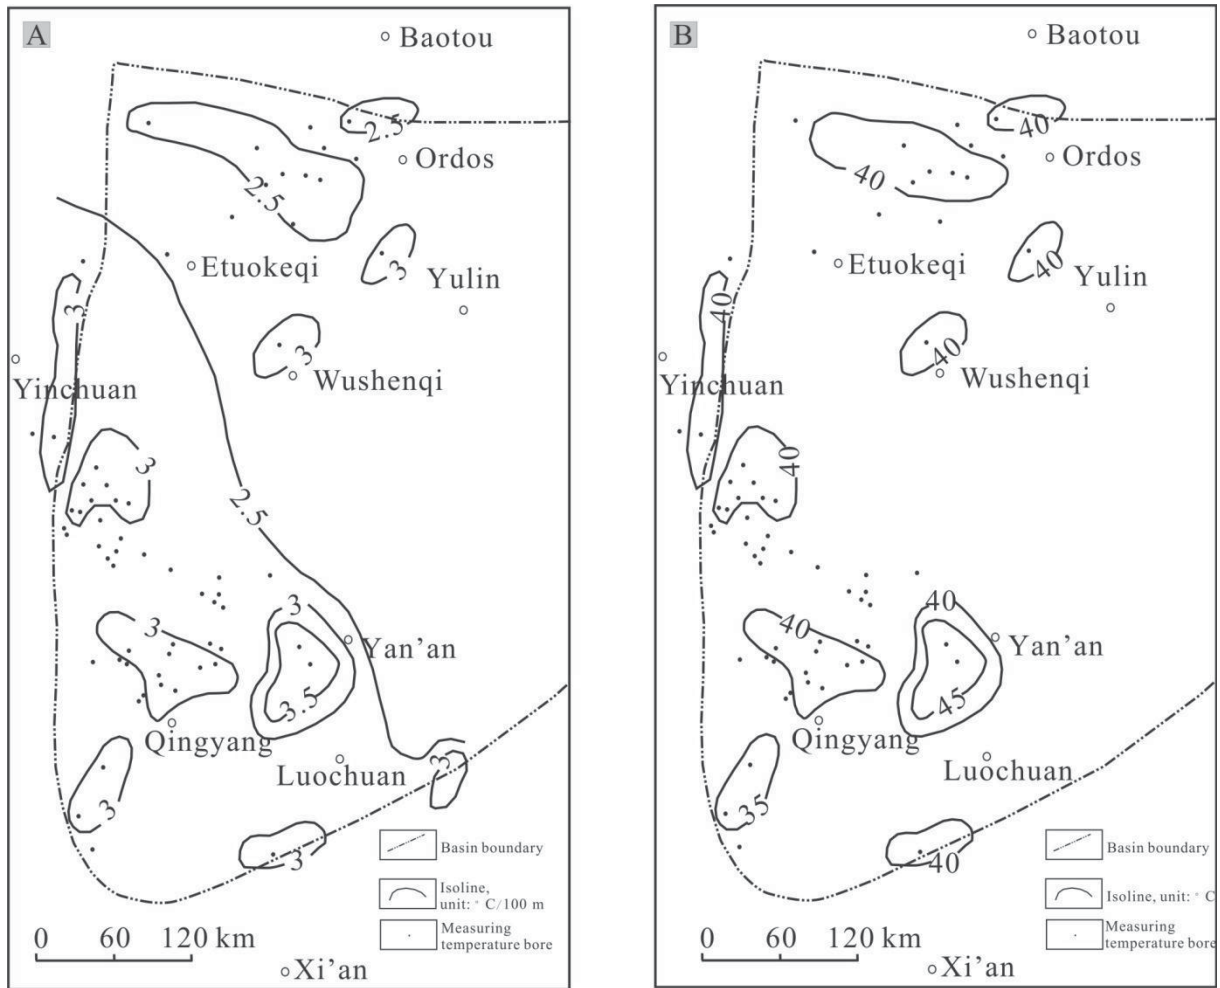 A
Baotou
2.5
Ordos
2.5
Etuokeqi
3
Yulin
3
3
Wushenqi
Yinchuan
3
2.5
3
3
Yan'an
3.5
Qingyang
Luochuan
3
3
3
Basin boundary
Isoline,
unit: ° C/100 m
Measuring
temperature bore
0 60 120 km
Xi'an
B
Baotou
40
Ordos
40
Etuokeqi
40
Yulin
40
40
Wushenqi
Yinchuan
40
40
40
Yan'an
45
Qingyang
Luochuan
35
40
Basin boundary
Isoline, unit: ° C
Measuring
temperature bore
0 60 120 km
Xi'an